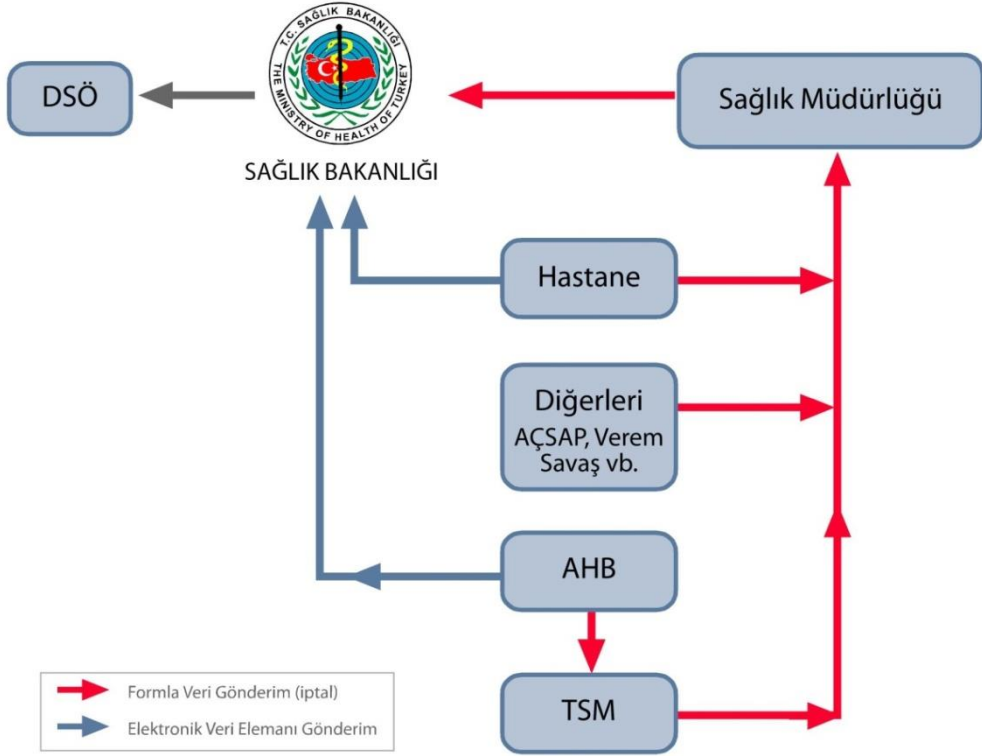 T.C. SAĞLIK BAKANLIĞI
THE MINISTRY OF HEALTH OF TURKEY
DSÖ
Sağlık Müdürlüğü
SAĞLIK BAKANLIĞI
Hastane
Diğerleri
AÇSAP, Verem
Savaş vb.
AHB
TSM
Formla Veri Gönderim (iptal)
Elektronik Veri Elemanı Gönderim